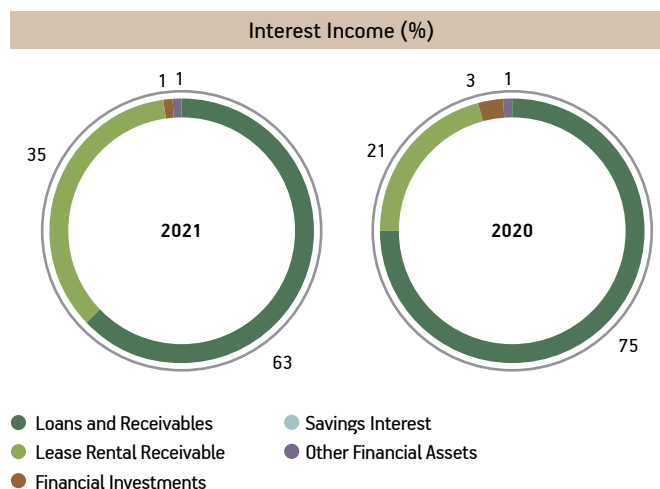 Interest Income (%)
1 1
35
2021
63
3 1
21
2020
75
Loans and Receivables
Lease Rental Receivable
Financial Investments
Savings Interest
Other Financial Assets